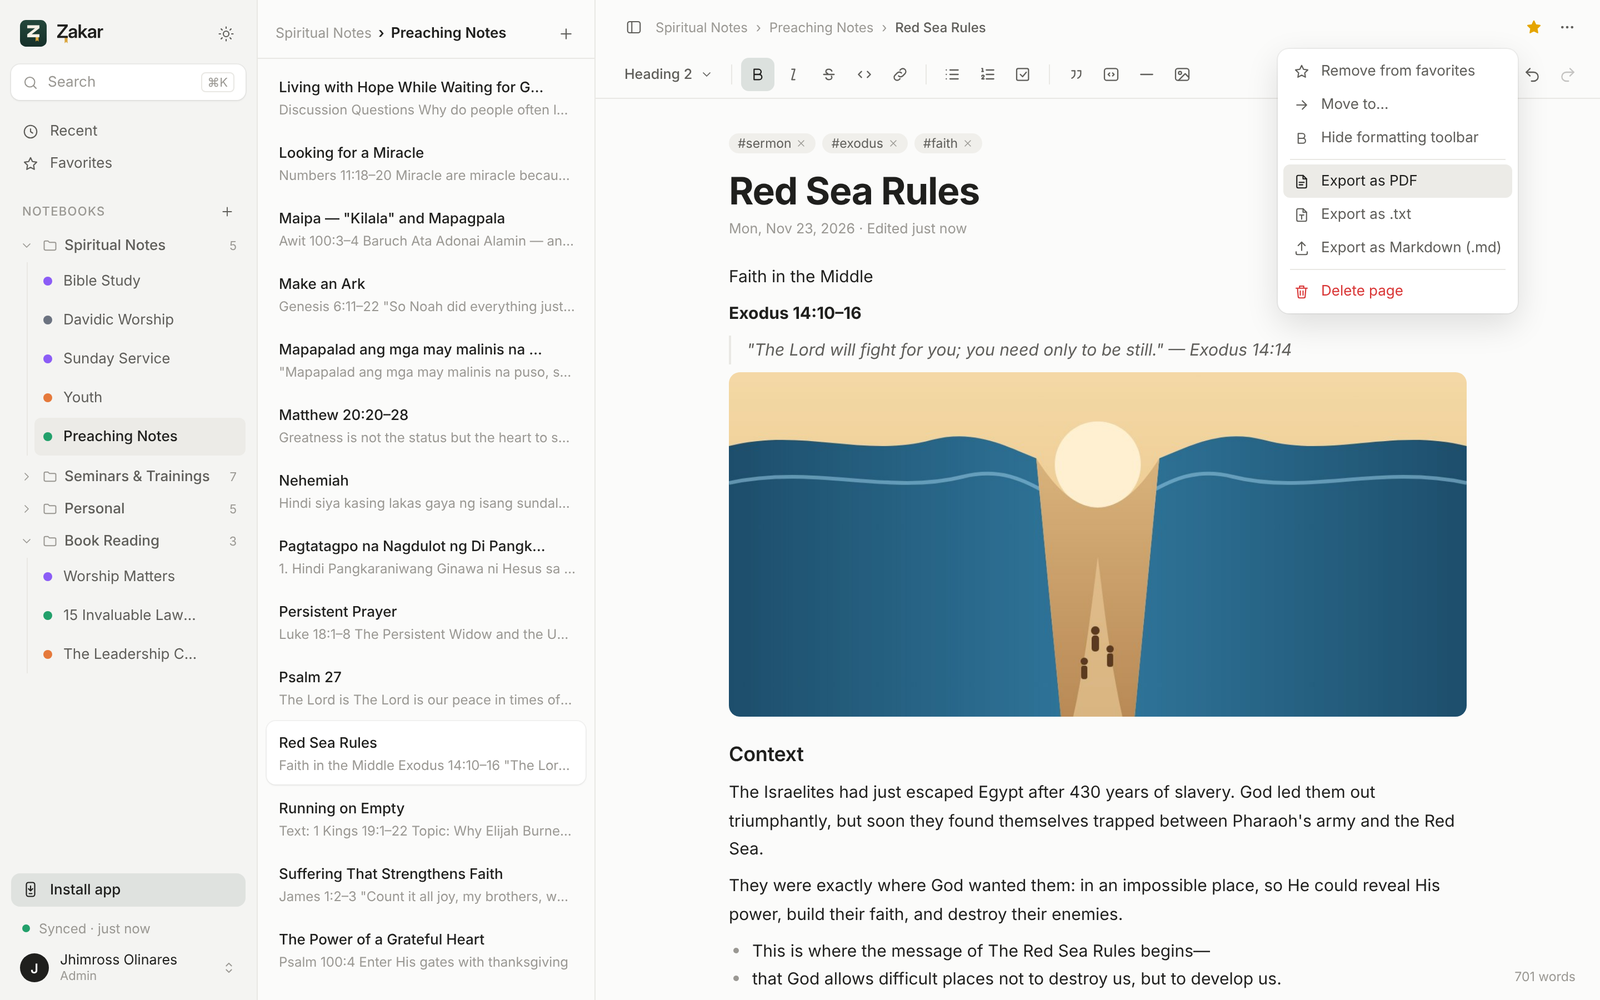 Zakar
Search
⌘K
Recent
Favorites
NOTEBOOKS
Spiritual Notes 5
Bible Study
Davidic Worship
Sunday Service
Youth
Preaching Notes
Seminars & Trainings 7
Personal 5
Book Reading 3
Worship Matters
15 Invaluable Law...
The Leadership C...
Install app
Synced · just now
J
Jhimross Olinares
Admin
Spiritual Notes › Preaching Notes
Living with Hope While Waiting for G...
Discussion Questions Why do people often l...
Looking for a Miracle
Numbers 11:18–20 Miracle are miracle becau...
Maipa — "Kilala" and Mapagpala
Awit 100:3–4 Baruch Ata Adonai Alamin — an...
Make an Ark
Genesis 6:11–22 "So Noah did everything just...
Mapapalad ang mga may malinis na ...
"Mapapalad ang mga may malinis na puso, s...
Matthew 20:20–28
Greatness is not the status but the heart to s...
Nehemiah
Hindi siya kasing lakas gaya ng isang sundal...
Pagtatagpo na Nagdulot ng Di Pangk...
1. Hindi Pangkaraniwang Ginawa ni Hesus sa ...
Persistent Prayer
Luke 18:1–8 The Persistent Widow and the U...
Psalm 27
The Lord is The Lord is our peace in times of...
Red Sea Rules
Faith in the Middle Exodus 14:10–16 "The Lor...
Running on Empty
Text: 1 Kings 19:1–22 Topic: Why Elijah Burne...
Suffering That Strengthens Faith
James 1:2–3 "Count it all joy, my brothers, w...
The Power of a Grateful Heart
Psalm 100:4 Enter His gates with thanksgiving
Spiritual Notes › Preaching Notes › Red Sea Rules
Heading 2
B I S
Remove from favorites
Move to...
Hide formatting toolbar
Export as PDF
Export as .txt
Export as Markdown (.md)
Delete page
#sermon × #exodus × #faith ×
Red Sea Rules
Mon, Nov 23, 2026 · Edited just now
Faith in the Middle
Exodus 14:10–16
"The Lord will fight for you; you need only to be still." — Exodus 14:14
Context
The Israelites had just escaped Egypt after 430 years of slavery. God led them out
triumphantly, but soon they found themselves trapped between Pharaoh's army and the Red
Sea.
They were exactly where God wanted them: in an impossible place, so He could reveal His
power, build their faith, and destroy their enemies.
• This is where the message of The Red Sea Rules begins—
• that God allows difficult places not to destroy us, but to develop us.
701 words